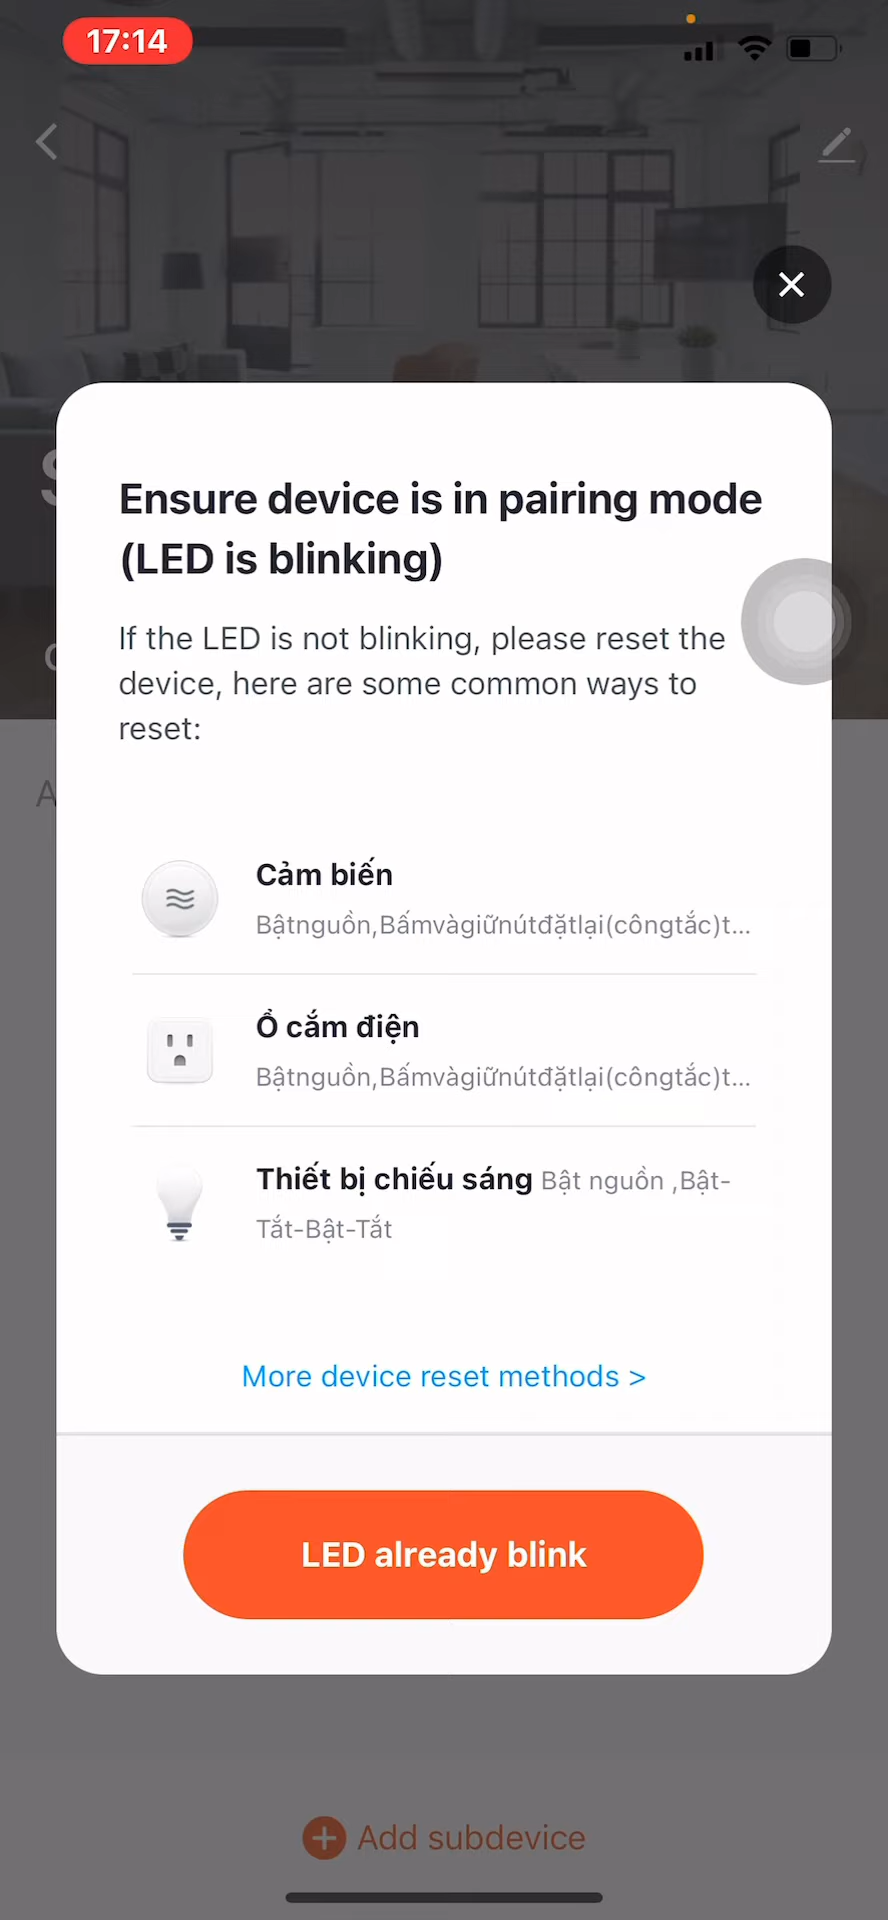 17:14
Ensure device is in pairing mode
(LED is blinking)
If the LED is not blinking, please reset the
device, here are some common ways to
reset:
Cảm biến
Bậtnguồn,Bấmvàgiữnútđặtlại(côngtắc)t...
Ổ cắm điện
Bậtnguồn,Bấmvàgiữnútđặtlại(côngtắc)t...
Thiết bị chiếu sáng Bật nguồn ,Bật-
Tắt-Bật-Tắt
More device reset methods >
LED already blink
Add subdevice